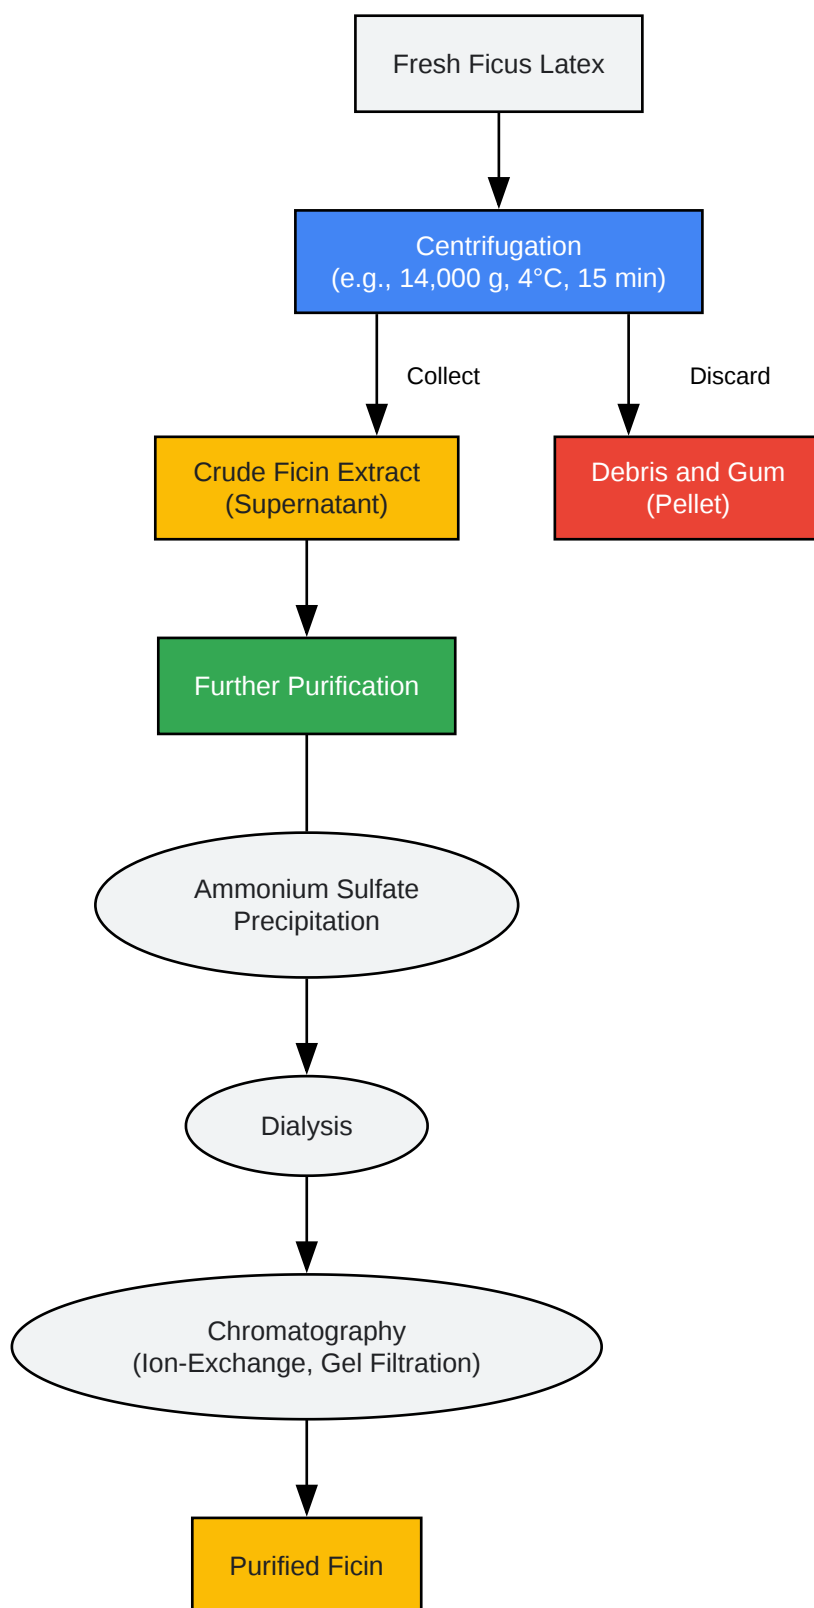 Fresh Ficus Latex
Centrifugation
(e.g., 14,000 g, 4°C, 15 min)
Collect
Discard
Crude Ficin Extract
(Supernatant)
Debris and Gum
(Pellet)
Further Purification
Ammonium Sulfate
Precipitation
Dialysis
Chromatography
(Ion-Exchange, Gel Filtration)
Purified Ficin